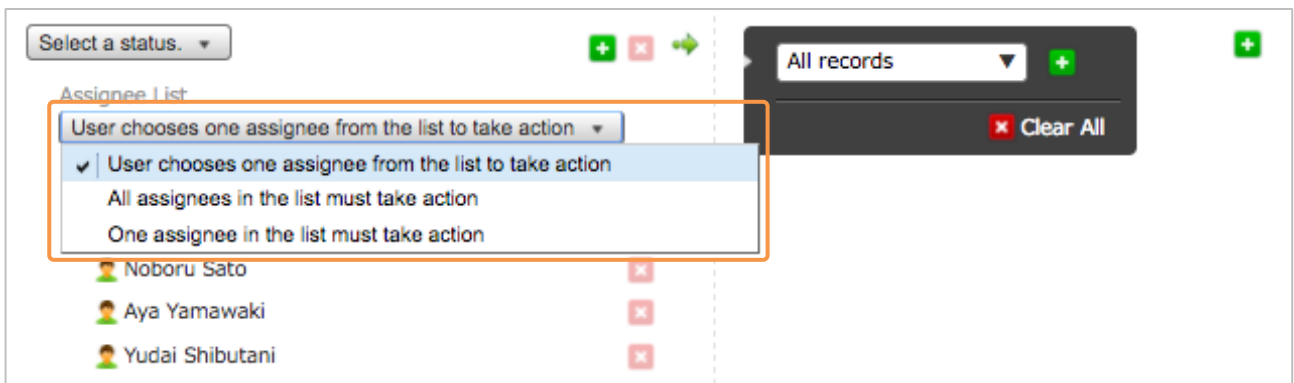 Select a status.
All records
Assignee List
User chooses one assignee from the list to take action
Clear All
User chooses one assignee from the list to take action
All assignees in the list must take action
One assignee in the list must take action
Noboru Sato
Aya Yamawaki
Yudai Shibutani